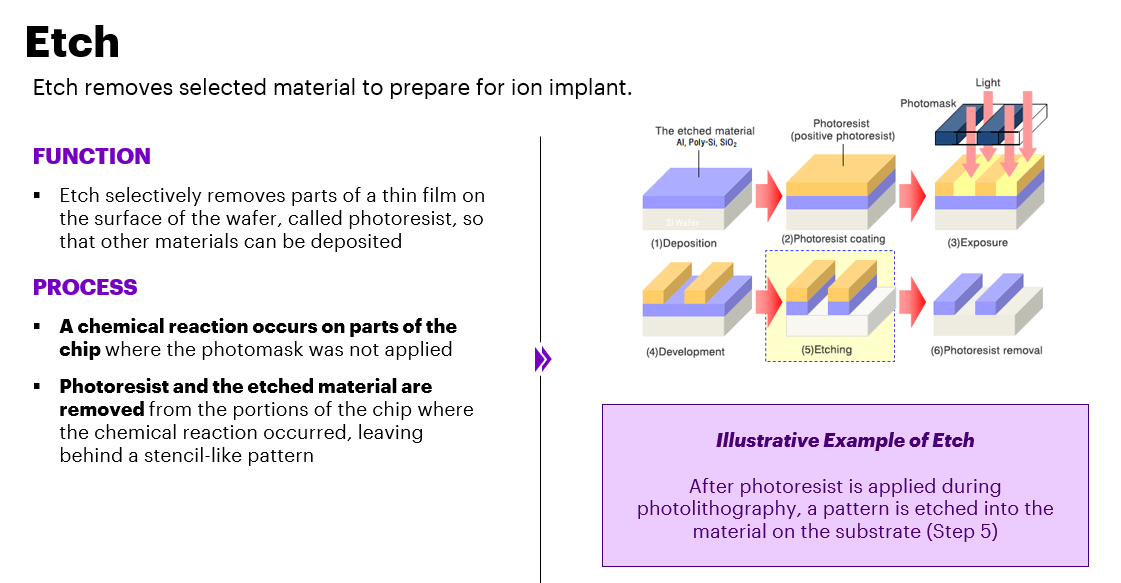 Etch
Etch removes selected material to prepare for ion implant.
FUNCTION
▪ Etch selectively removes parts of a thin film on
the surface of the wafer, called photoresist, so
that other materials can be deposited
PROCESS
▪ A chemical reaction occurs on parts of the
chip where the photomask was not applied
▪ Photoresist and the etched material are
removed from the portions of the chip where
the chemical reaction occurred, leaving
behind a stencil-like pattern
The etched material
Al, Poly-Si, SiO₂
Si Wafer
(1)Deposition
Photoresist
(positive photoresist)
(2)Photoresist coating
Light
Photomask
(3)Exposure
(4)Development
(5)Etching
(6)Photoresist removal
Illustrative Example of Etch
After photoresist is applied during
photolithography, a pattern is etched into the
material on the substrate (Step 5)